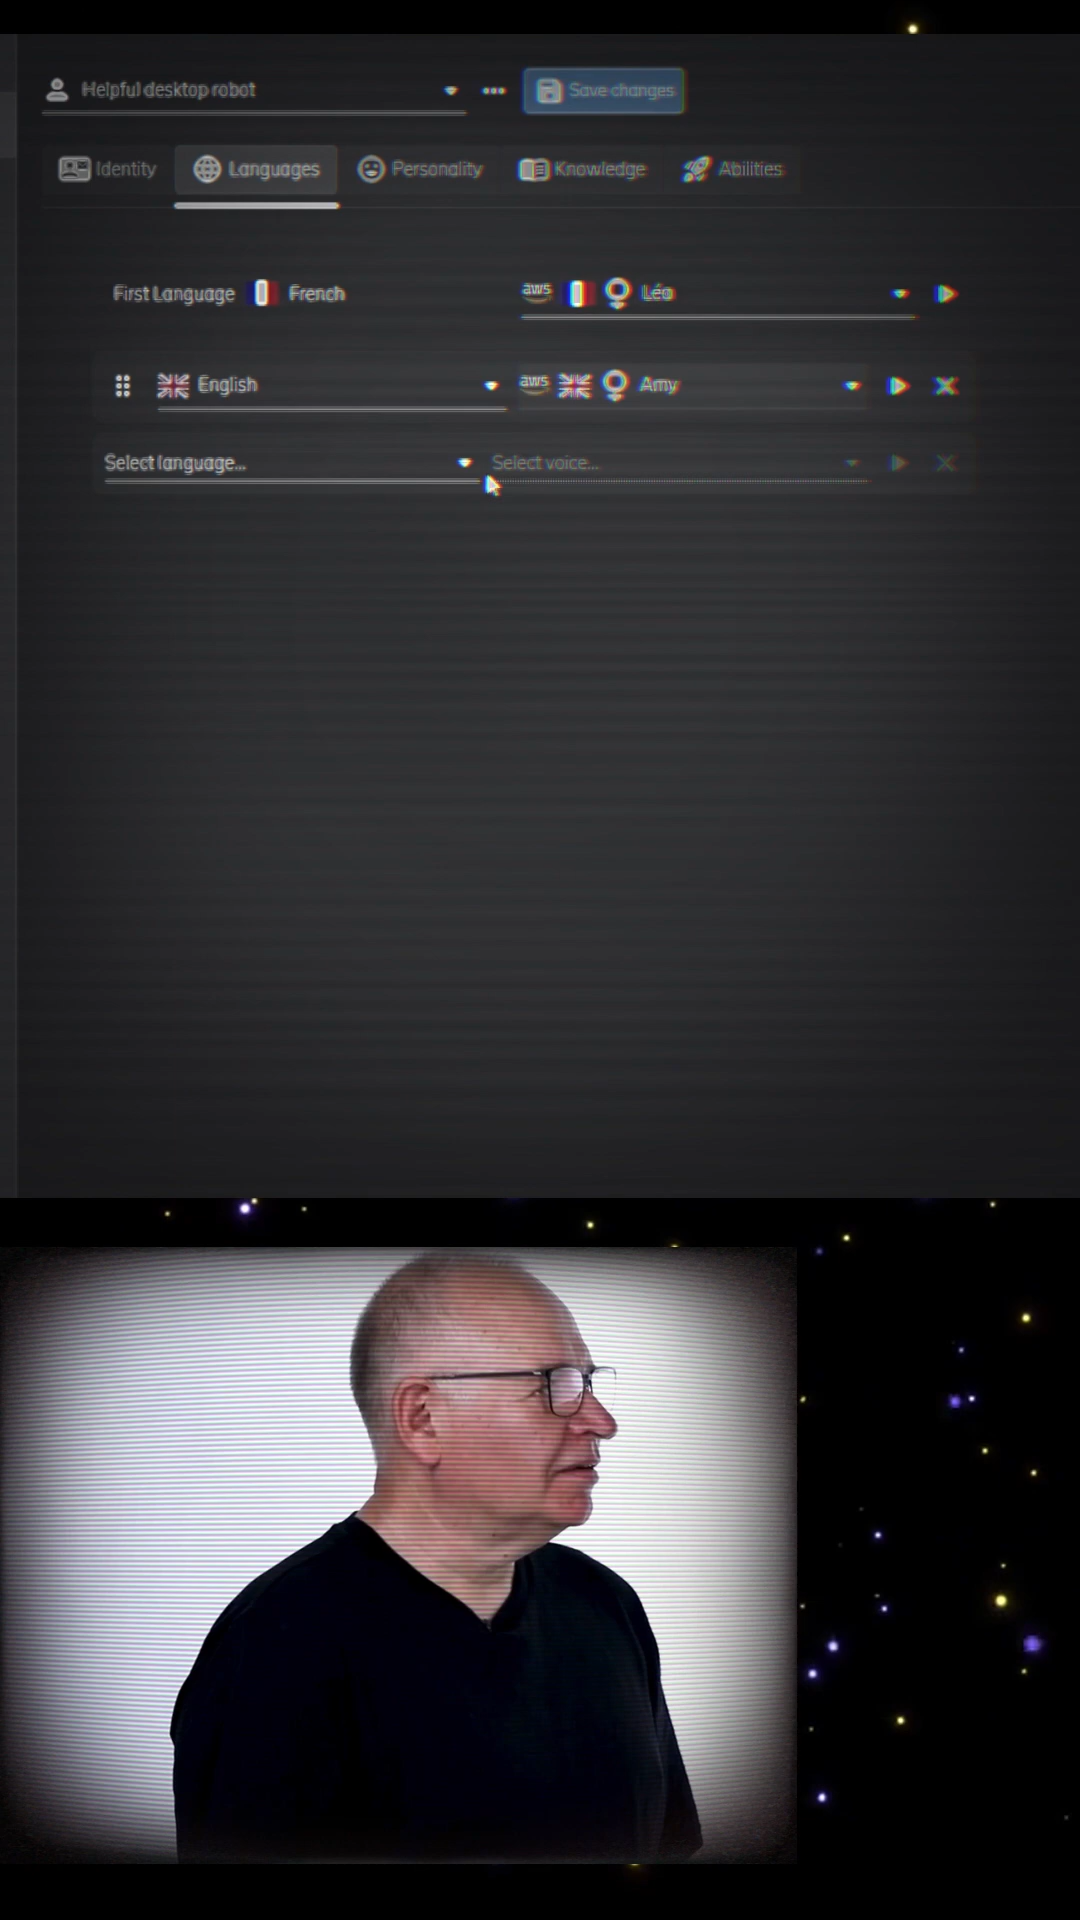 Helpful desktop robot
Save changes
Identity
Languages
Personality
Knowledge
Abilities
First Language French aws Léa
English aws Amy
Select language... Select voice...